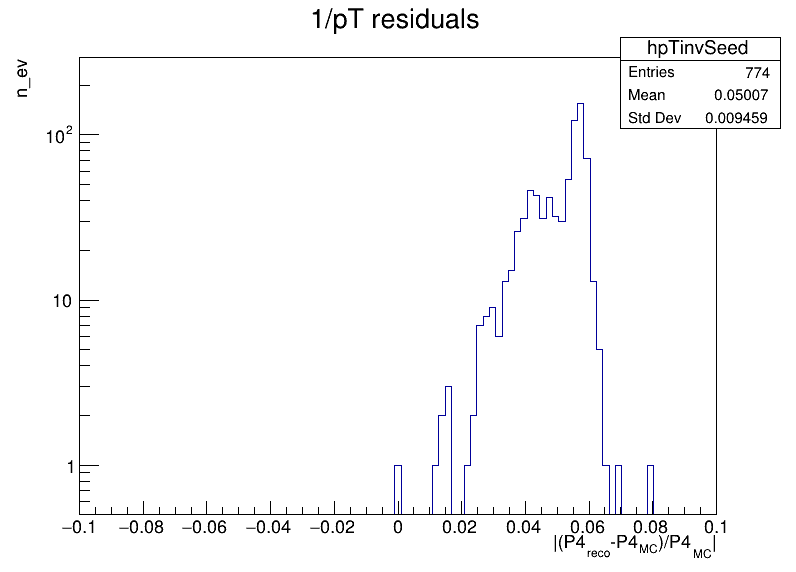 1/pT residuals
hpTinvSeed
Entries 774
Mean 0.05007
Std Dev 0.009459
n_ev
10²
10
1
−0.1 −0.08 −0.06 −0.04 −0.02 0 0.02 0.04 0.06 0.08 0.1
|(P4reco-P4MC)/P4MC|